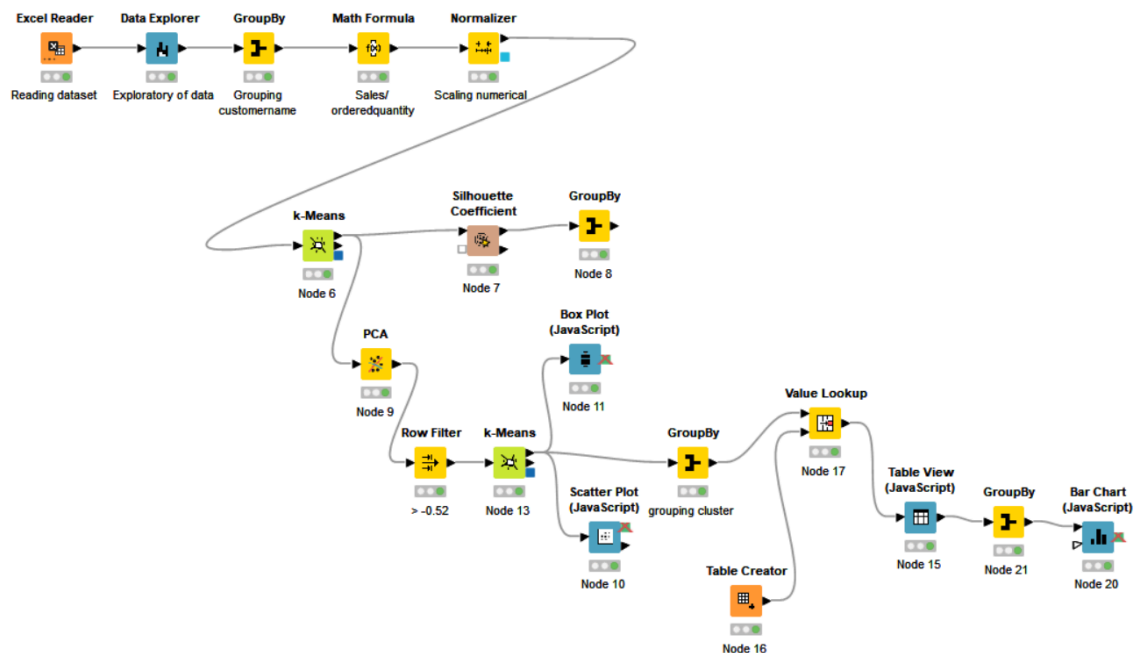 Excel Reader
Data Explorer
GroupBy
Math Formula
Normalizer
Reading dataset
Exploratory of data
Grouping
customername
Sales/
orderedquantity
Scaling numerical
k-Means
Node 6
Silhouette
Coefficient
Node 7
GroupBy
Node 8
PCA
Node 9
Box Plot
(JavaScript)
Node 11
Row Filter
> -0.52
k-Means
Node 13
Scatter Plot
(JavaScript)
Node 10
GroupBy
grouping cluster
Value Lookup
Node 17
Table Creator
Node 16
Table View
(JavaScript)
Node 15
GroupBy
Node 21
Bar Chart
(JavaScript)
Node 20